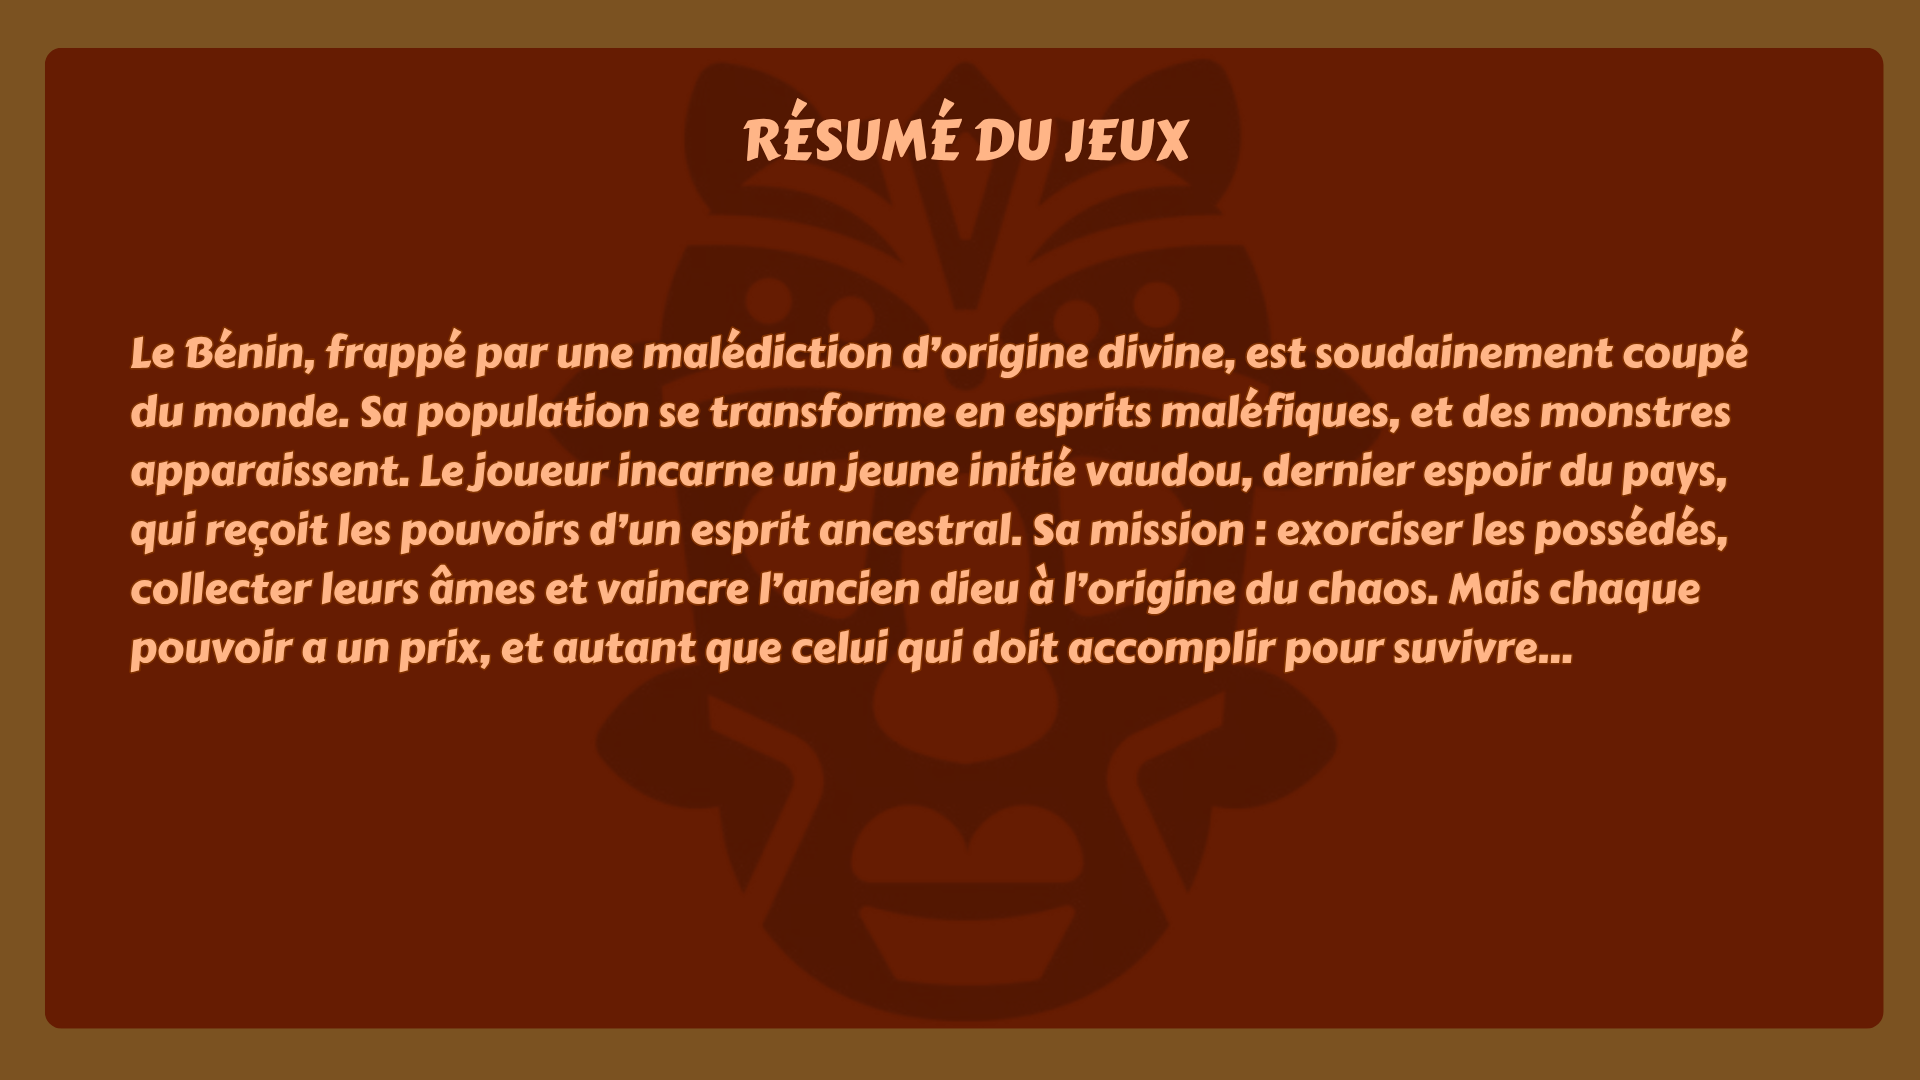 RÉSUMÉ DU JEUX
Le Bénin, frappé par une malédiction d’origine divine, est soudainement coupé
du monde. Sa population se transforme en esprits maléfiques, et des monstres
apparaissent. Le joueur incarne un jeune initié vaudou, dernier espoir du pays,
qui reçoit les pouvoirs d’un esprit ancestral. Sa mission : exorciser les possédés,
collecter leurs âmes et vaincre l’ancien dieu à l’origine du chaos. Mais chaque
pouvoir a un prix, et autant que celui qui doit accomplir pour suvivre...